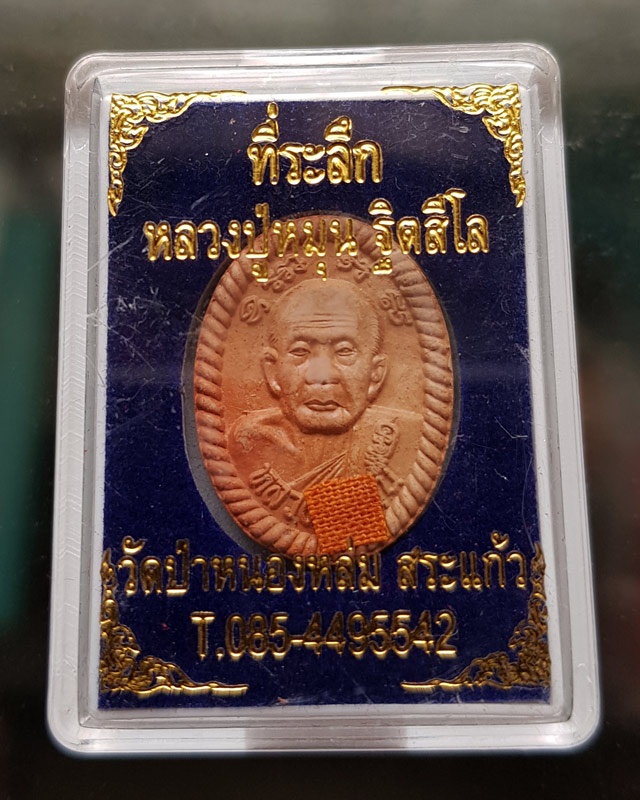 ที่ระลึก
หลวงปู่หมุน ฐิตสีโล
วัดป่าหนองหล่ม สระแก้ว
T.085-4495542